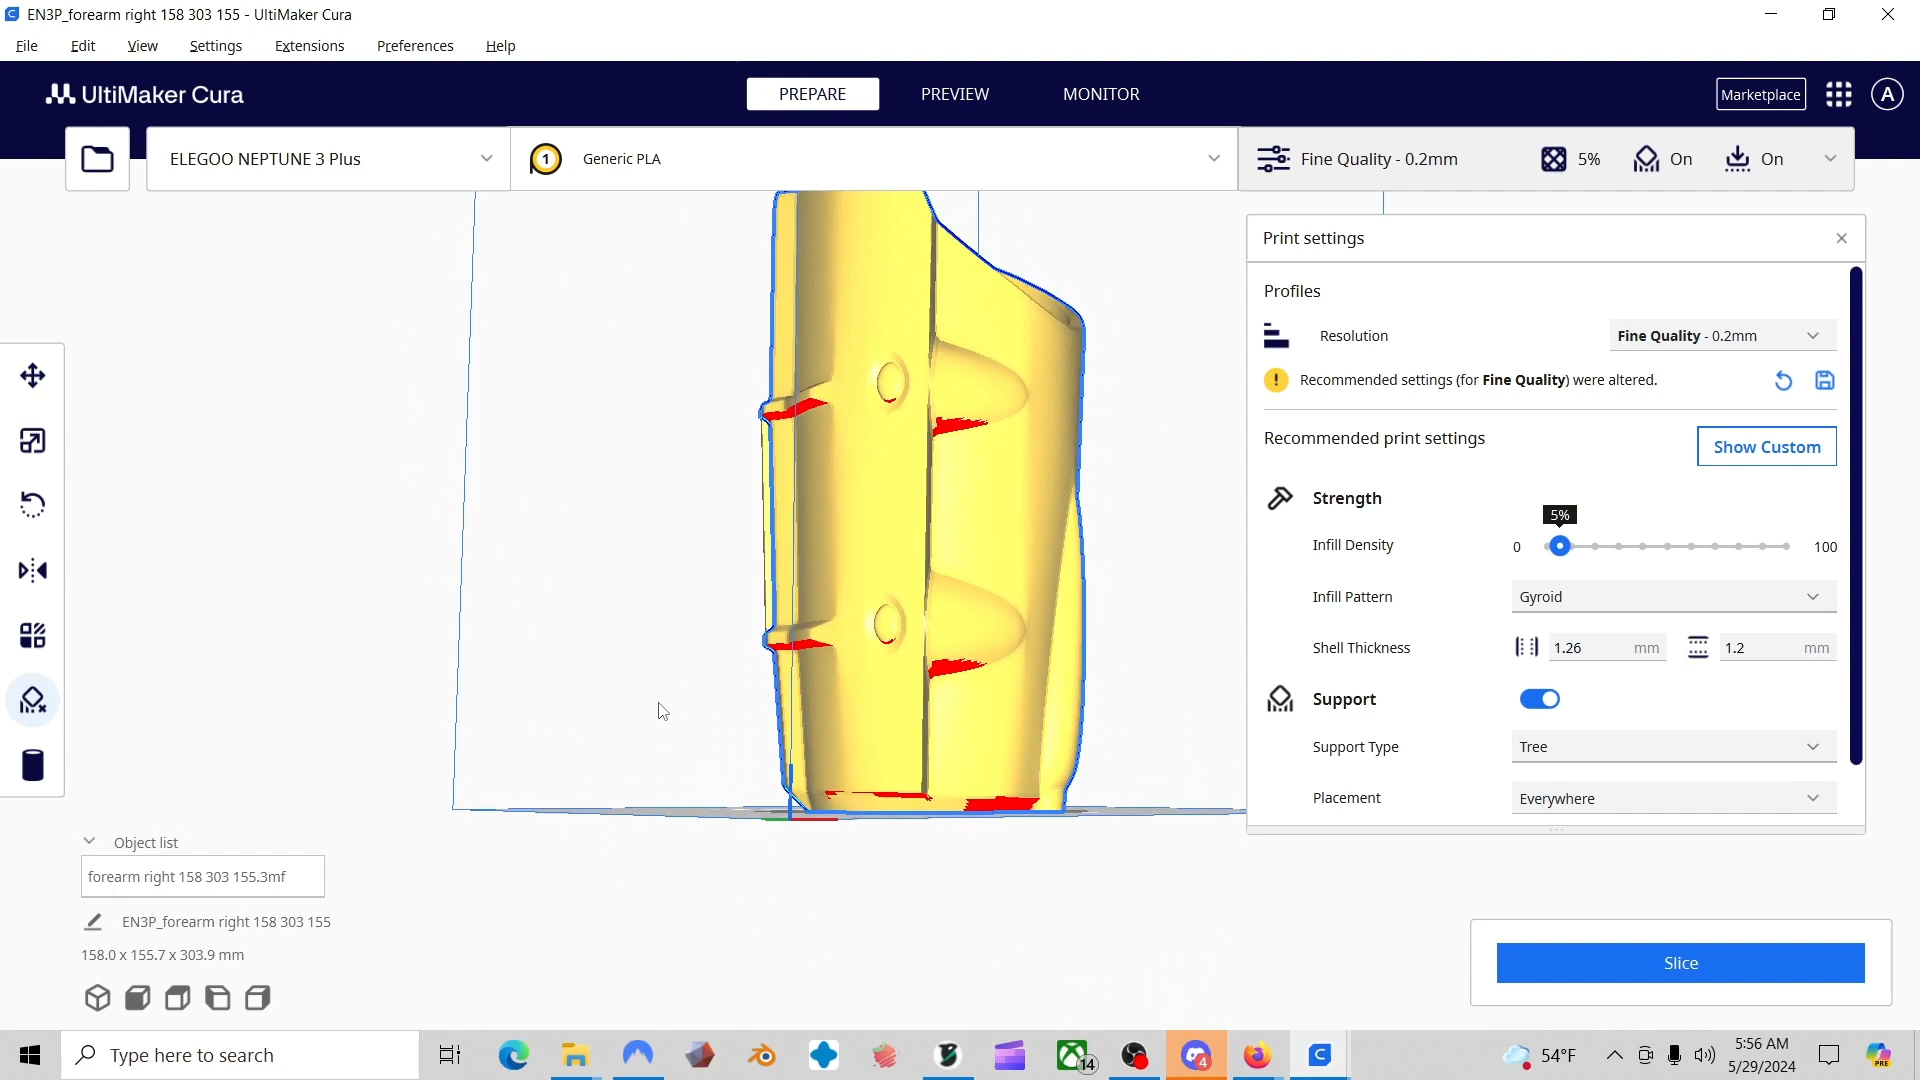 EN3P_forearm right 158 303 155 - UltiMaker Cura
File Edit View Settings Extensions Preferences Help
UltiMaker Cura
PREPARE PREVIEW MONITOR
Marketplace A
ELEGOO NEPTUNE 3 Plus
1 Generic PLA
Fine Quality - 0.2mm 5% On On
Print settings
Profiles
Resolution Fine Quality - 0.2mm
! Recommended settings (for Fine Quality) were altered.
Recommended print settings Show Custom
Strength
5%
Infill Density 0 100
Infill Pattern Gyroid
Shell Thickness 1.26 mm 1.2 mm
Support
Support Type Tree
Placement Everywhere
Object list
forearm right 158 303 155.3mf
EN3P_forearm right 158 303 155
158.0 x 155.7 x 303.9 mm
Slice
Type here to search
14
4
54°F
5:56 AM
5/29/2024
PRE